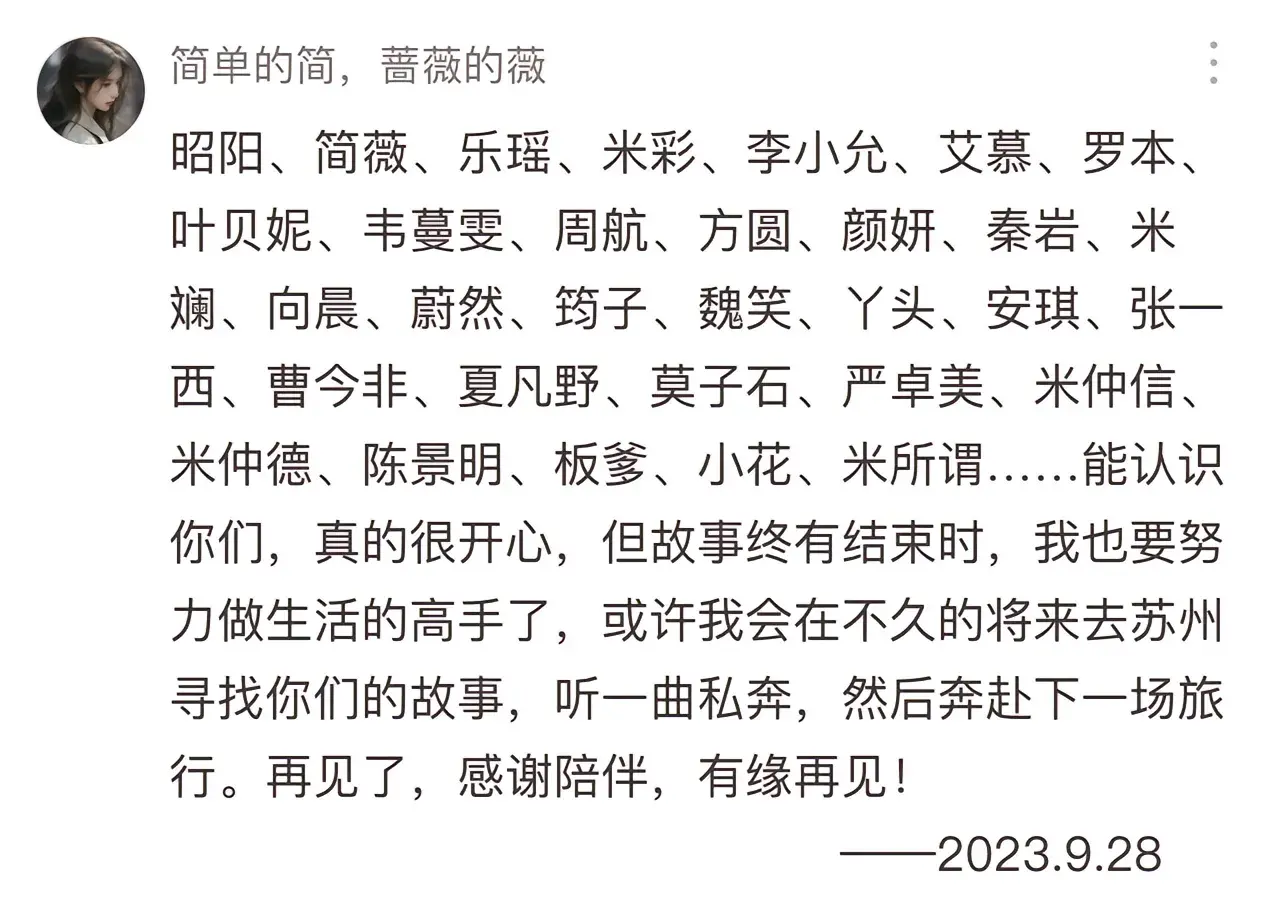 简单的简，蔷薇的薇
昭阳、简薇、乐瑶、米彩、李小允、艾慕、罗本、
叶贝妮、韦蔓雯、周航、方圆、颜妍、秦岩、米
斓、向晨、蔚然、筠子、魏笑、丫头、安琪、张一
西、曹今非、夏凡野、莫子石、严卓美、米仲信、
米仲德、陈景明、板爹、小花、米所谓……能认识
你们，真的很开心，但故事终有结束时，我也要努
力做生活的高手了，或许我会在不久的将来去苏州
寻找你们的故事，听一曲私奔，然后奔赴下一场旅
行。再见了，感谢陪伴，有缘再见！
——2023.9.28